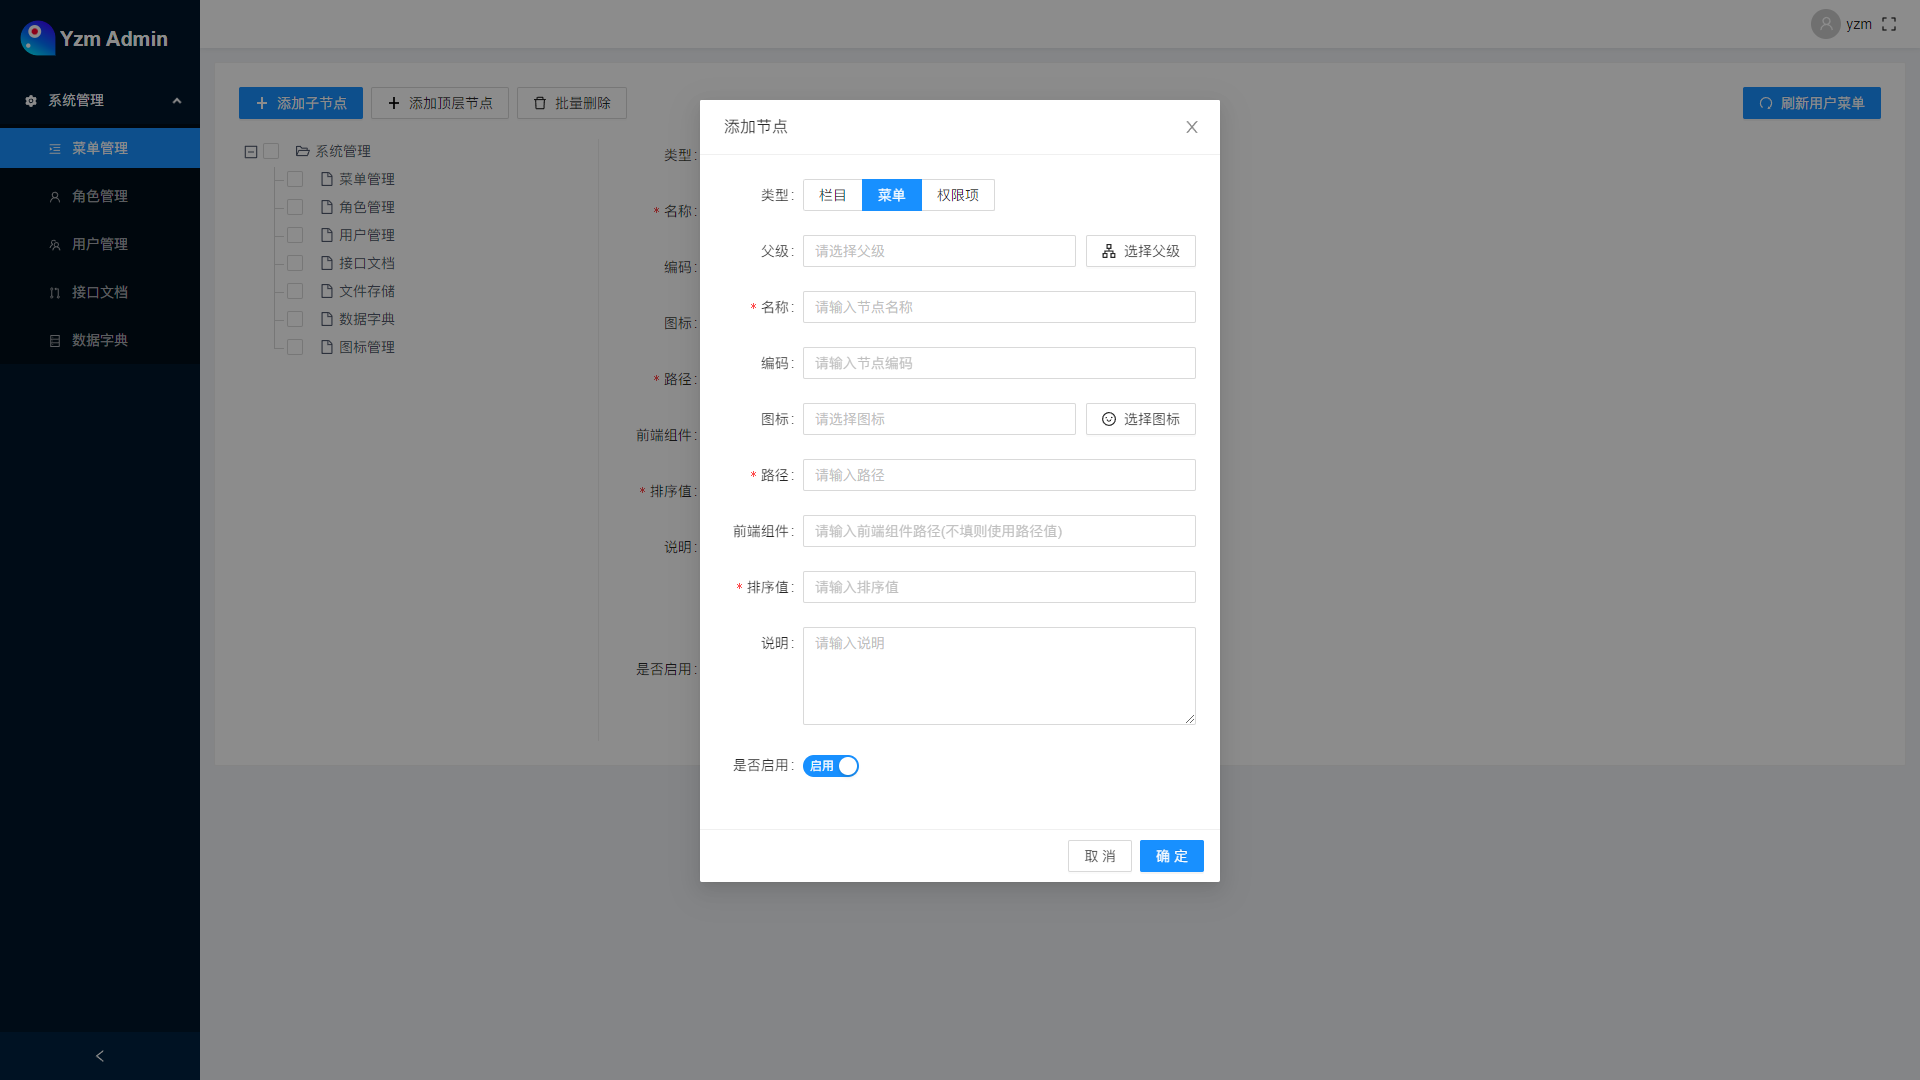 Yzm Admin
yzm
系统管理
菜单管理
角色管理
用户管理
接口文档
数据字典
添加子节点
添加顶层节点
批量删除
刷新用户菜单
系统管理
菜单管理
角色管理
用户管理
接口文档
文件存储
数据字典
图标管理
类型:
* 名称:
编码:
图标:
* 路径:
前端组件:
* 排序值:
说明:
是否启用:
添加节点
类型: 栏目 菜单 权限项
父级: 请选择父级 选择父级
* 名称: 请输入节点名称
编码: 请输入节点编码
图标: 请选择图标 选择图标
* 路径: 请输入路径
前端组件: 请输入前端组件路径(不填则使用路径值)
* 排序值: 请输入排序值
说明: 请输入说明
是否启用: 启用
取 消 确 定